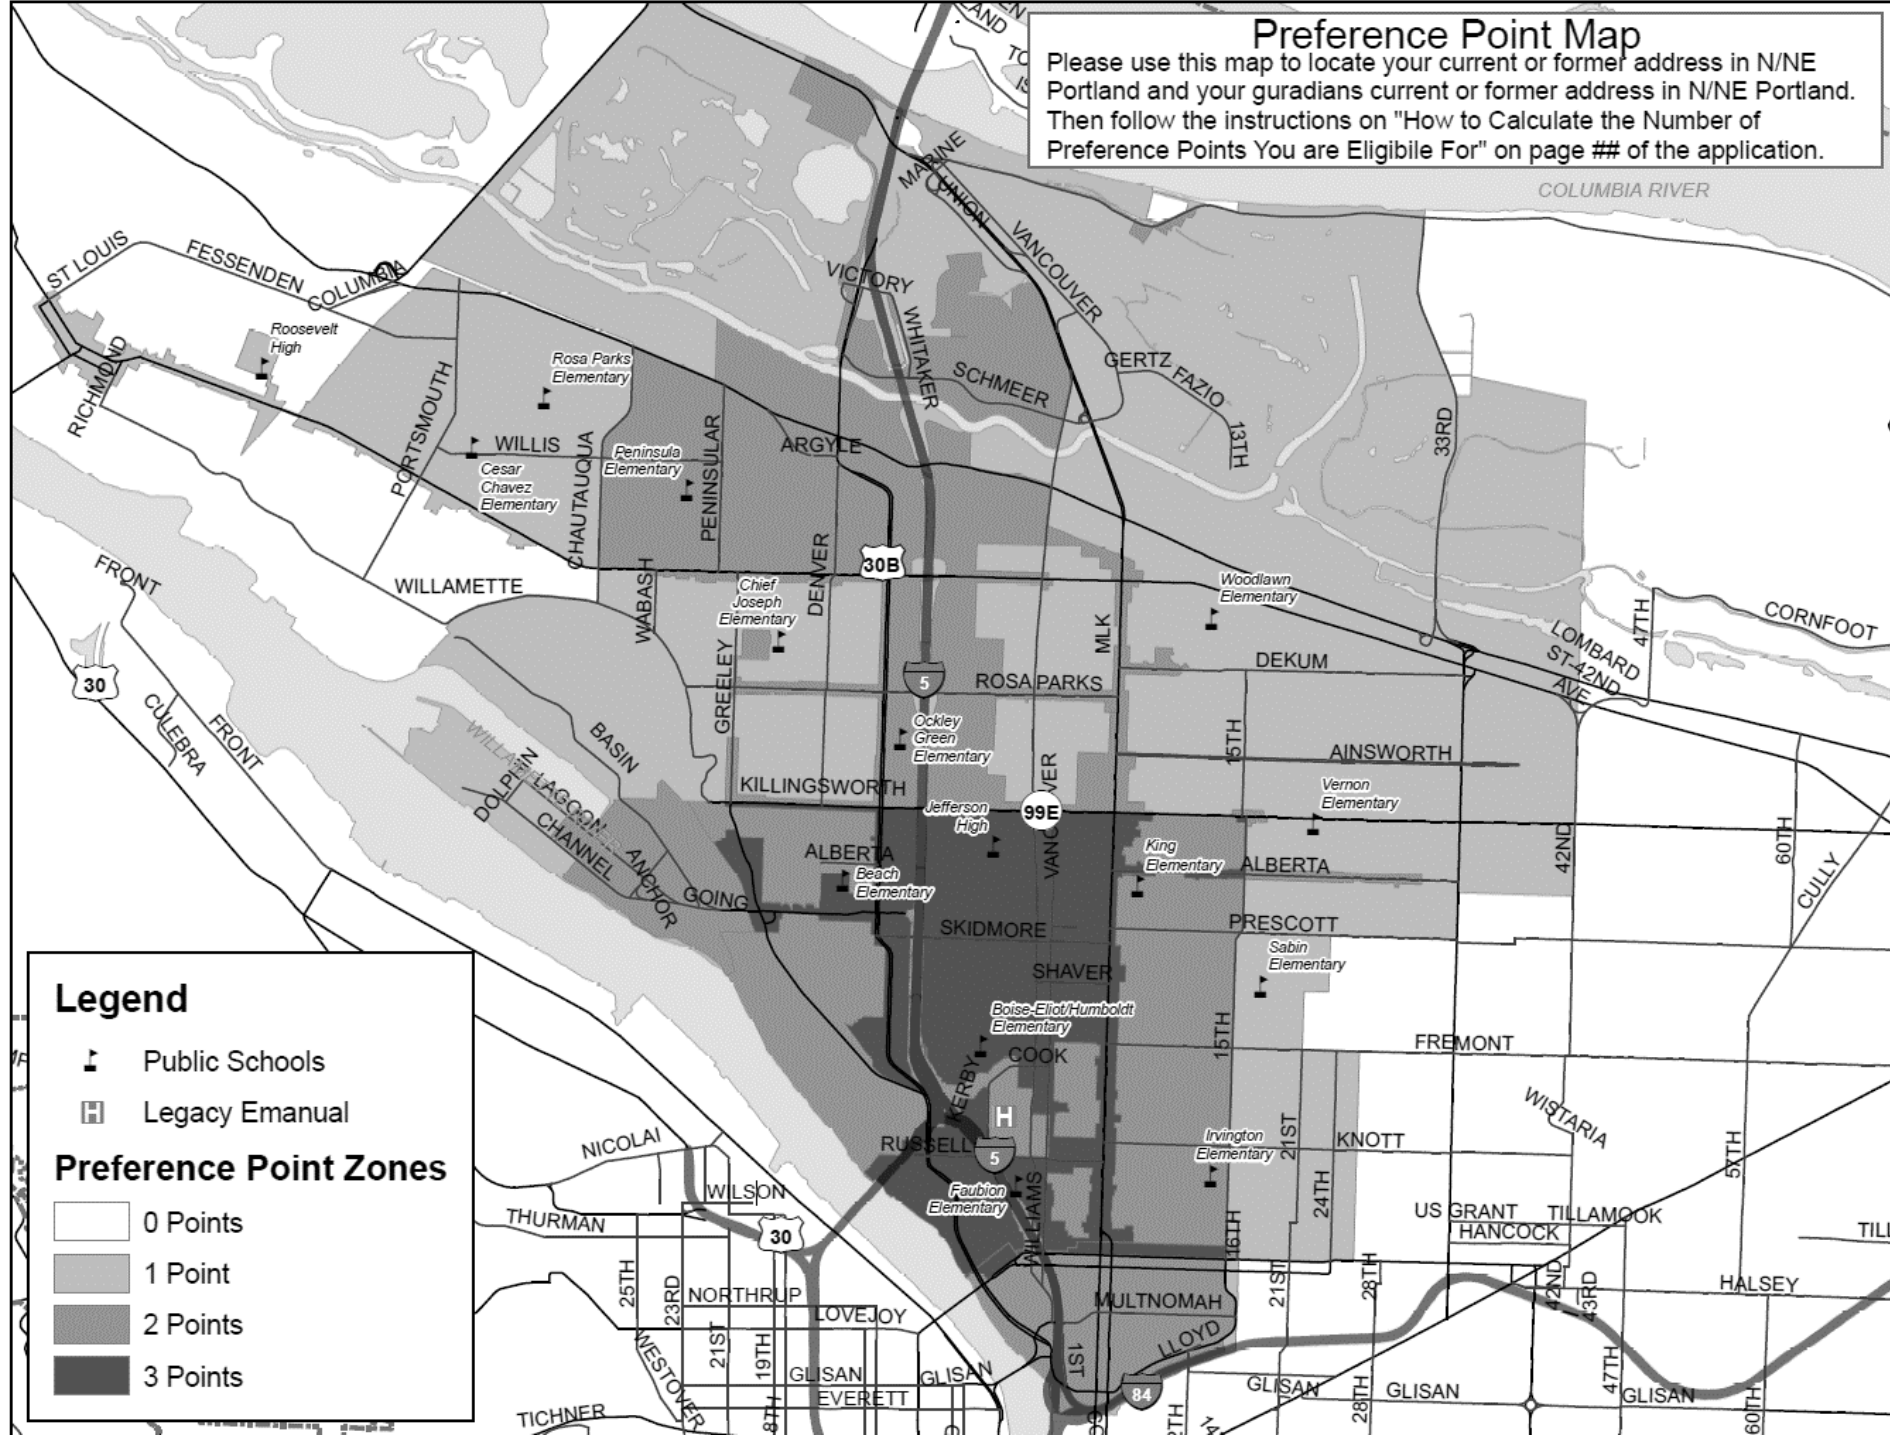 Preference Point Map
Please use this map to locate your current or former address in N/NE
Portland and your guradians current or former address in N/NE Portland.
Then follow the instructions on "How to Calculate the Number of
Preference Points You are Eligibile For" on page ## of the application.
COLUMBIA RIVER
MARINE
UNION
VANCOUVER
ST LOUIS
FESSENDEN
COLUMBIA
VICTORY
WHITAKER
SCHMEER
GERTZ
FAZIO
13TH
33RD
Roosevelt
High
RICHMOND
Rosa Parks
Elementary
PORTSMOUTH
WILLIS
CHAUTAUQUA
Peninsula
Elementary
PENINSULAR
ARGYLE
Cesar
Chavez
Elementary
FRONT
WILLAMETTE
WABASH
Chief
Joseph
Elementary
DENVER
30B
Woodlawn
Elementary
MLK
47TH
CORNFOOT
LOMBARD
ST-42ND
AVE
DEKUM
30
CULEBRA
FRONT
GREELEY
5
ROSA PARKS
Ockley
Green
Elementary
15TH
AINSWORTH
BASIN
DOLPHIN
LAGOON
CHANNEL
ANCHOR
KILLINGSWORTH
Jefferson
High
99E
Vernon
Elementary
ALBERTA
Beach
Elementary
King
Elementary
ALBERTA
42ND
60TH
CULLY
GOING
SKIDMORE
PRESCOTT
Sabin
Elementary
SHAVER
Boise-Eliot/Humboldt
Elementary
COOK
15TH
FREMONT
KERBY
H
WISTARIA
RUSSELL
5
Irvington
Elementary
21ST
KNOTT
57TH
Faubion
Elementary
WILLIAMS
24TH
16TH
US GRANT
TILLAMOOK
HANCOCK
TILL
NICOLAI
WILSON
THURMAN
30
25TH
23RD
NORTHRUP
LOVEJOY
21ST
19TH
WESTOVER
GLISAN
GLISAN
EVERETT
TICHNER
8TH
MULTNOMAH
LLOYD
1ST
84
21ST
28TH
42ND
43RD
HALSEY
GLISAN
28TH
GLISAN
47TH
GLISAN
60TH
Legend
Public Schools
H
Legacy Emanual
Preference Point Zones
0 Points
1 Point
2 Points
3 Points